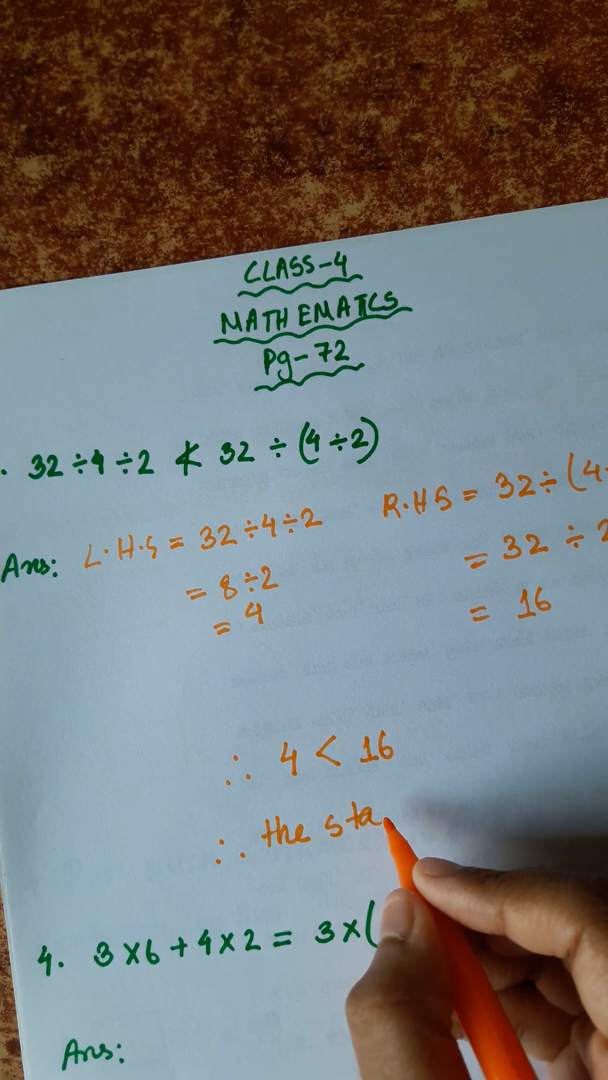 CLASS-4
MATHEMATICS
Pg-72
. 32÷4÷2 < 32÷(4÷2)
Ans: L.H.S = 32÷4÷2
= 8÷2
= 4
R.H.S = 32÷(4÷
= 32÷2
= 16
∴ 4 < 16
∴ the sta
4. 3×6+4×2 = 3×(
Ans: